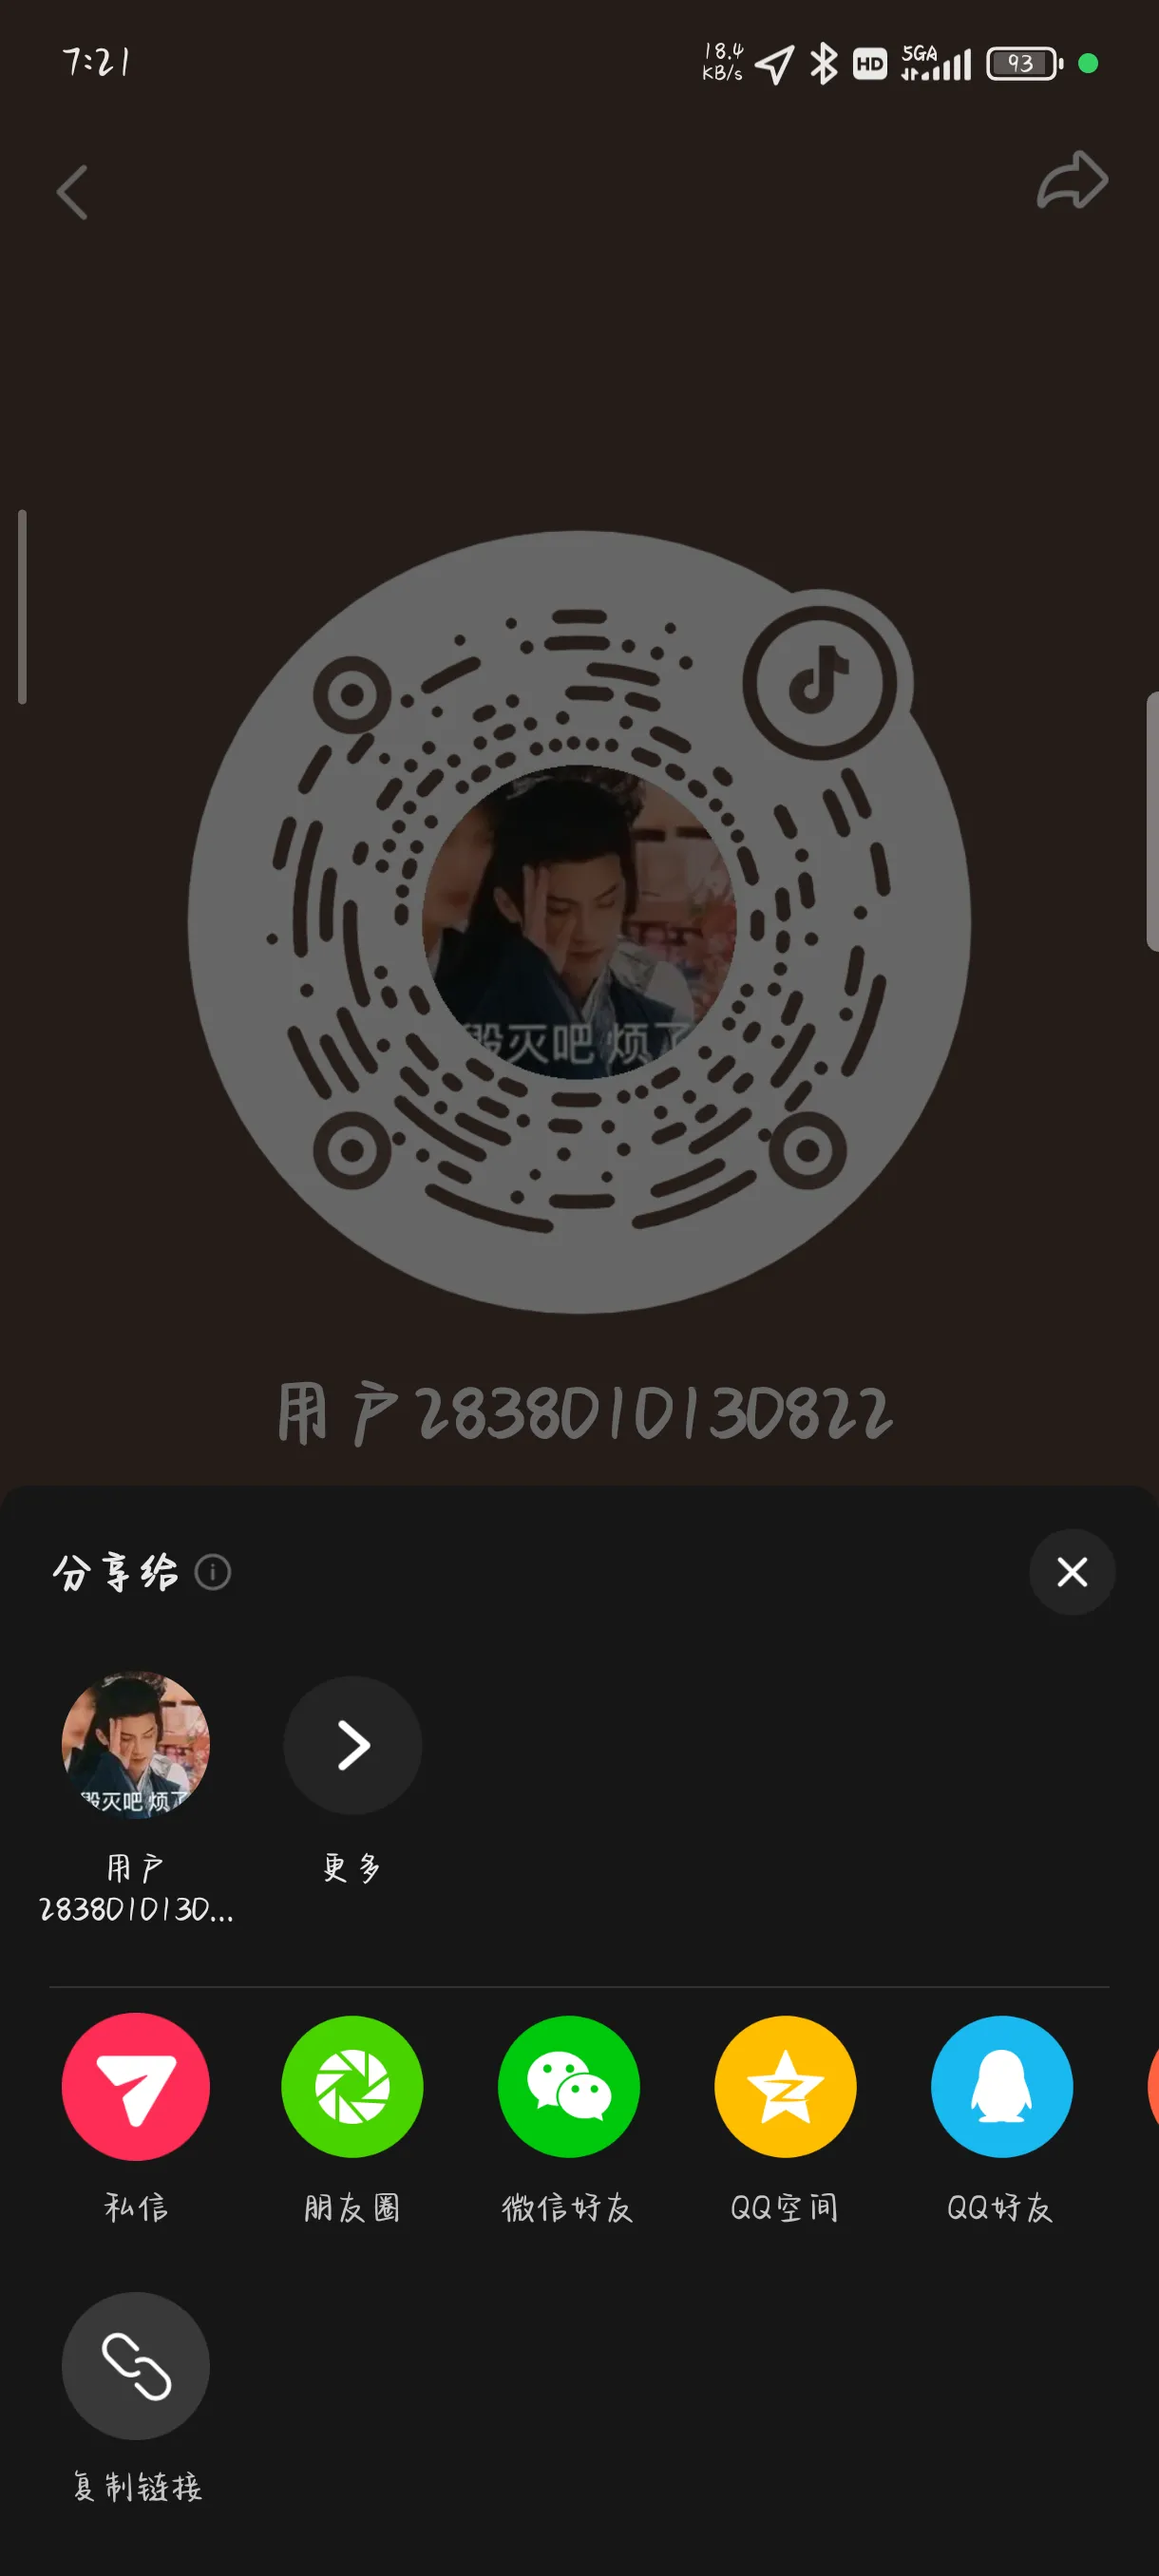 7:21
18.4
KB/s
HD
5GA
93
毁灭吧 烦了
用户2838010130822
分享给
毁灭吧 烦了
用户
2838010130...
更多
私信
朋友圈
微信好友
QQ空间
QQ好友
复制链接